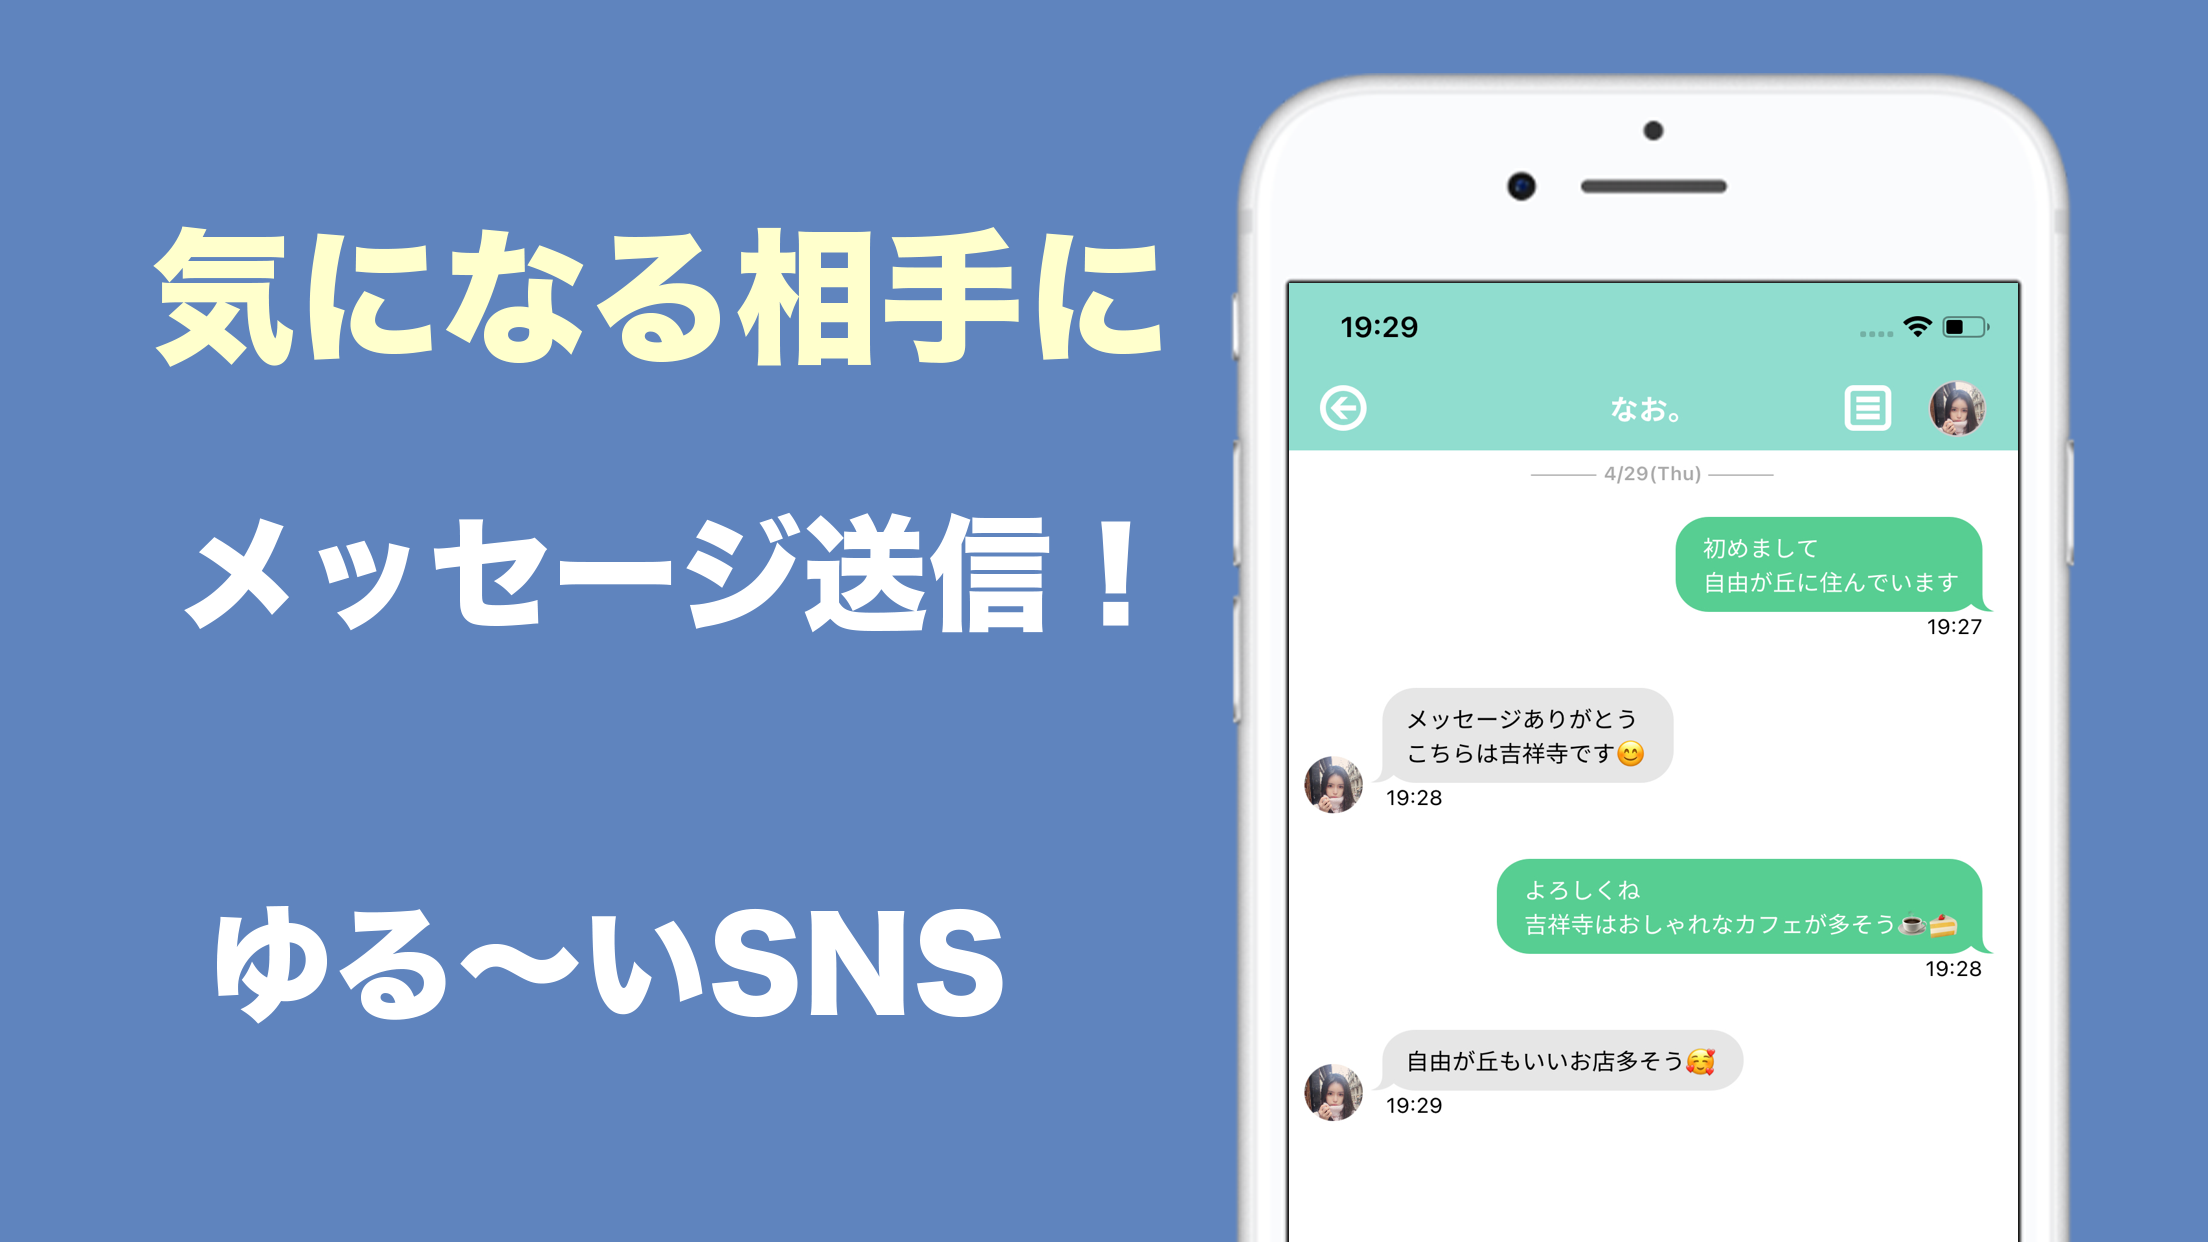 気になる相手に
メッセージ送信！
ゆる〜いSNS
19:29
なお。
4/29(Thu)
初めまして
自由が丘に住んでいます
19:27
メッセージありがとう
こちらは吉祥寺です😊
19:28
よろしくね
吉祥寺はおしゃれなカフェが多そう☕🍰
19:28
自由が丘もいいお店多そう🥰
19:29